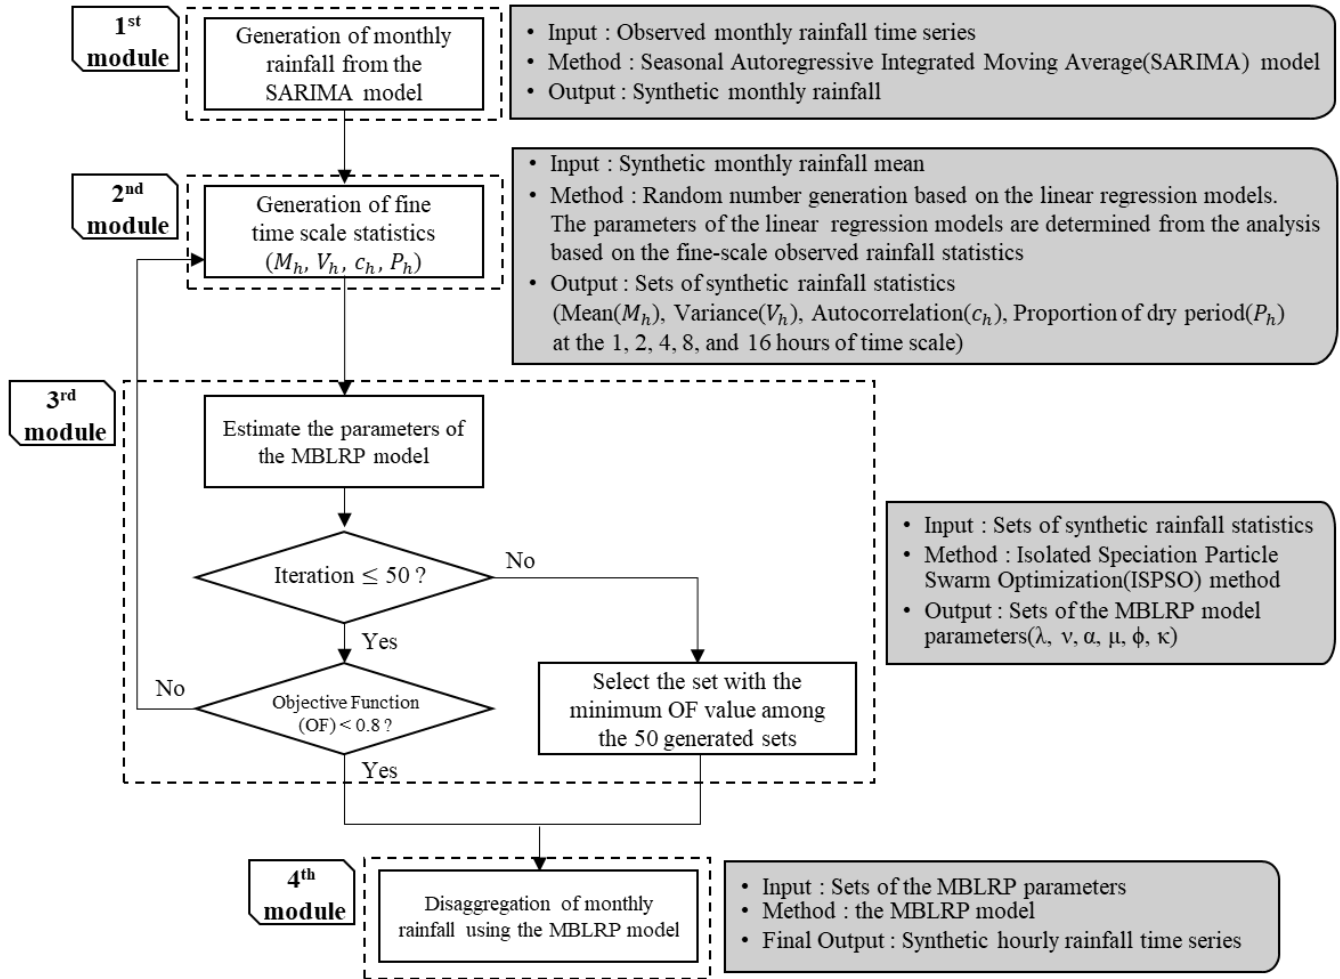 1st
module
Generation of monthly
rainfall from the
SARIMA model
• Input : Observed monthly rainfall time series
• Method : Seasonal Autoregressive Integrated Moving Average(SARIMA) model
• Output : Synthetic monthly rainfall
2nd
module
Generation of fine
time scale statistics
(M_h, V_h, c_h, P_h)
• Input : Synthetic monthly rainfall mean
• Method : Random number generation based on the linear regression models.
The parameters of the linear regression models are determined from the analysis
based on the fine-scale observed rainfall statistics
• Output : Sets of synthetic rainfall statistics
(Mean(M_h), Variance(V_h), Autocorrelation(c_h), Proportion of dry period(P_h)
at the 1, 2, 4, 8, and 16 hours of time scale)
3rd
module
Estimate the parameters of
the MBLRP model
Iteration ≤ 50 ?
No
Yes
Objective Function
(OF) < 0.8 ?
No
Yes
Select the set with the
minimum OF value among
the 50 generated sets
• Input : Sets of synthetic rainfall statistics
• Method : Isolated Speciation Particle
Swarm Optimization(ISPSO) method
• Output : Sets of the MBLRP model
parameters(λ, ν, α, μ, ϕ, κ)
4th
module
Disaggregation of monthly
rainfall using the MBLRP model
• Input : Sets of the MBLRP parameters
• Method : the MBLRP model
• Final Output : Synthetic hourly rainfall time series